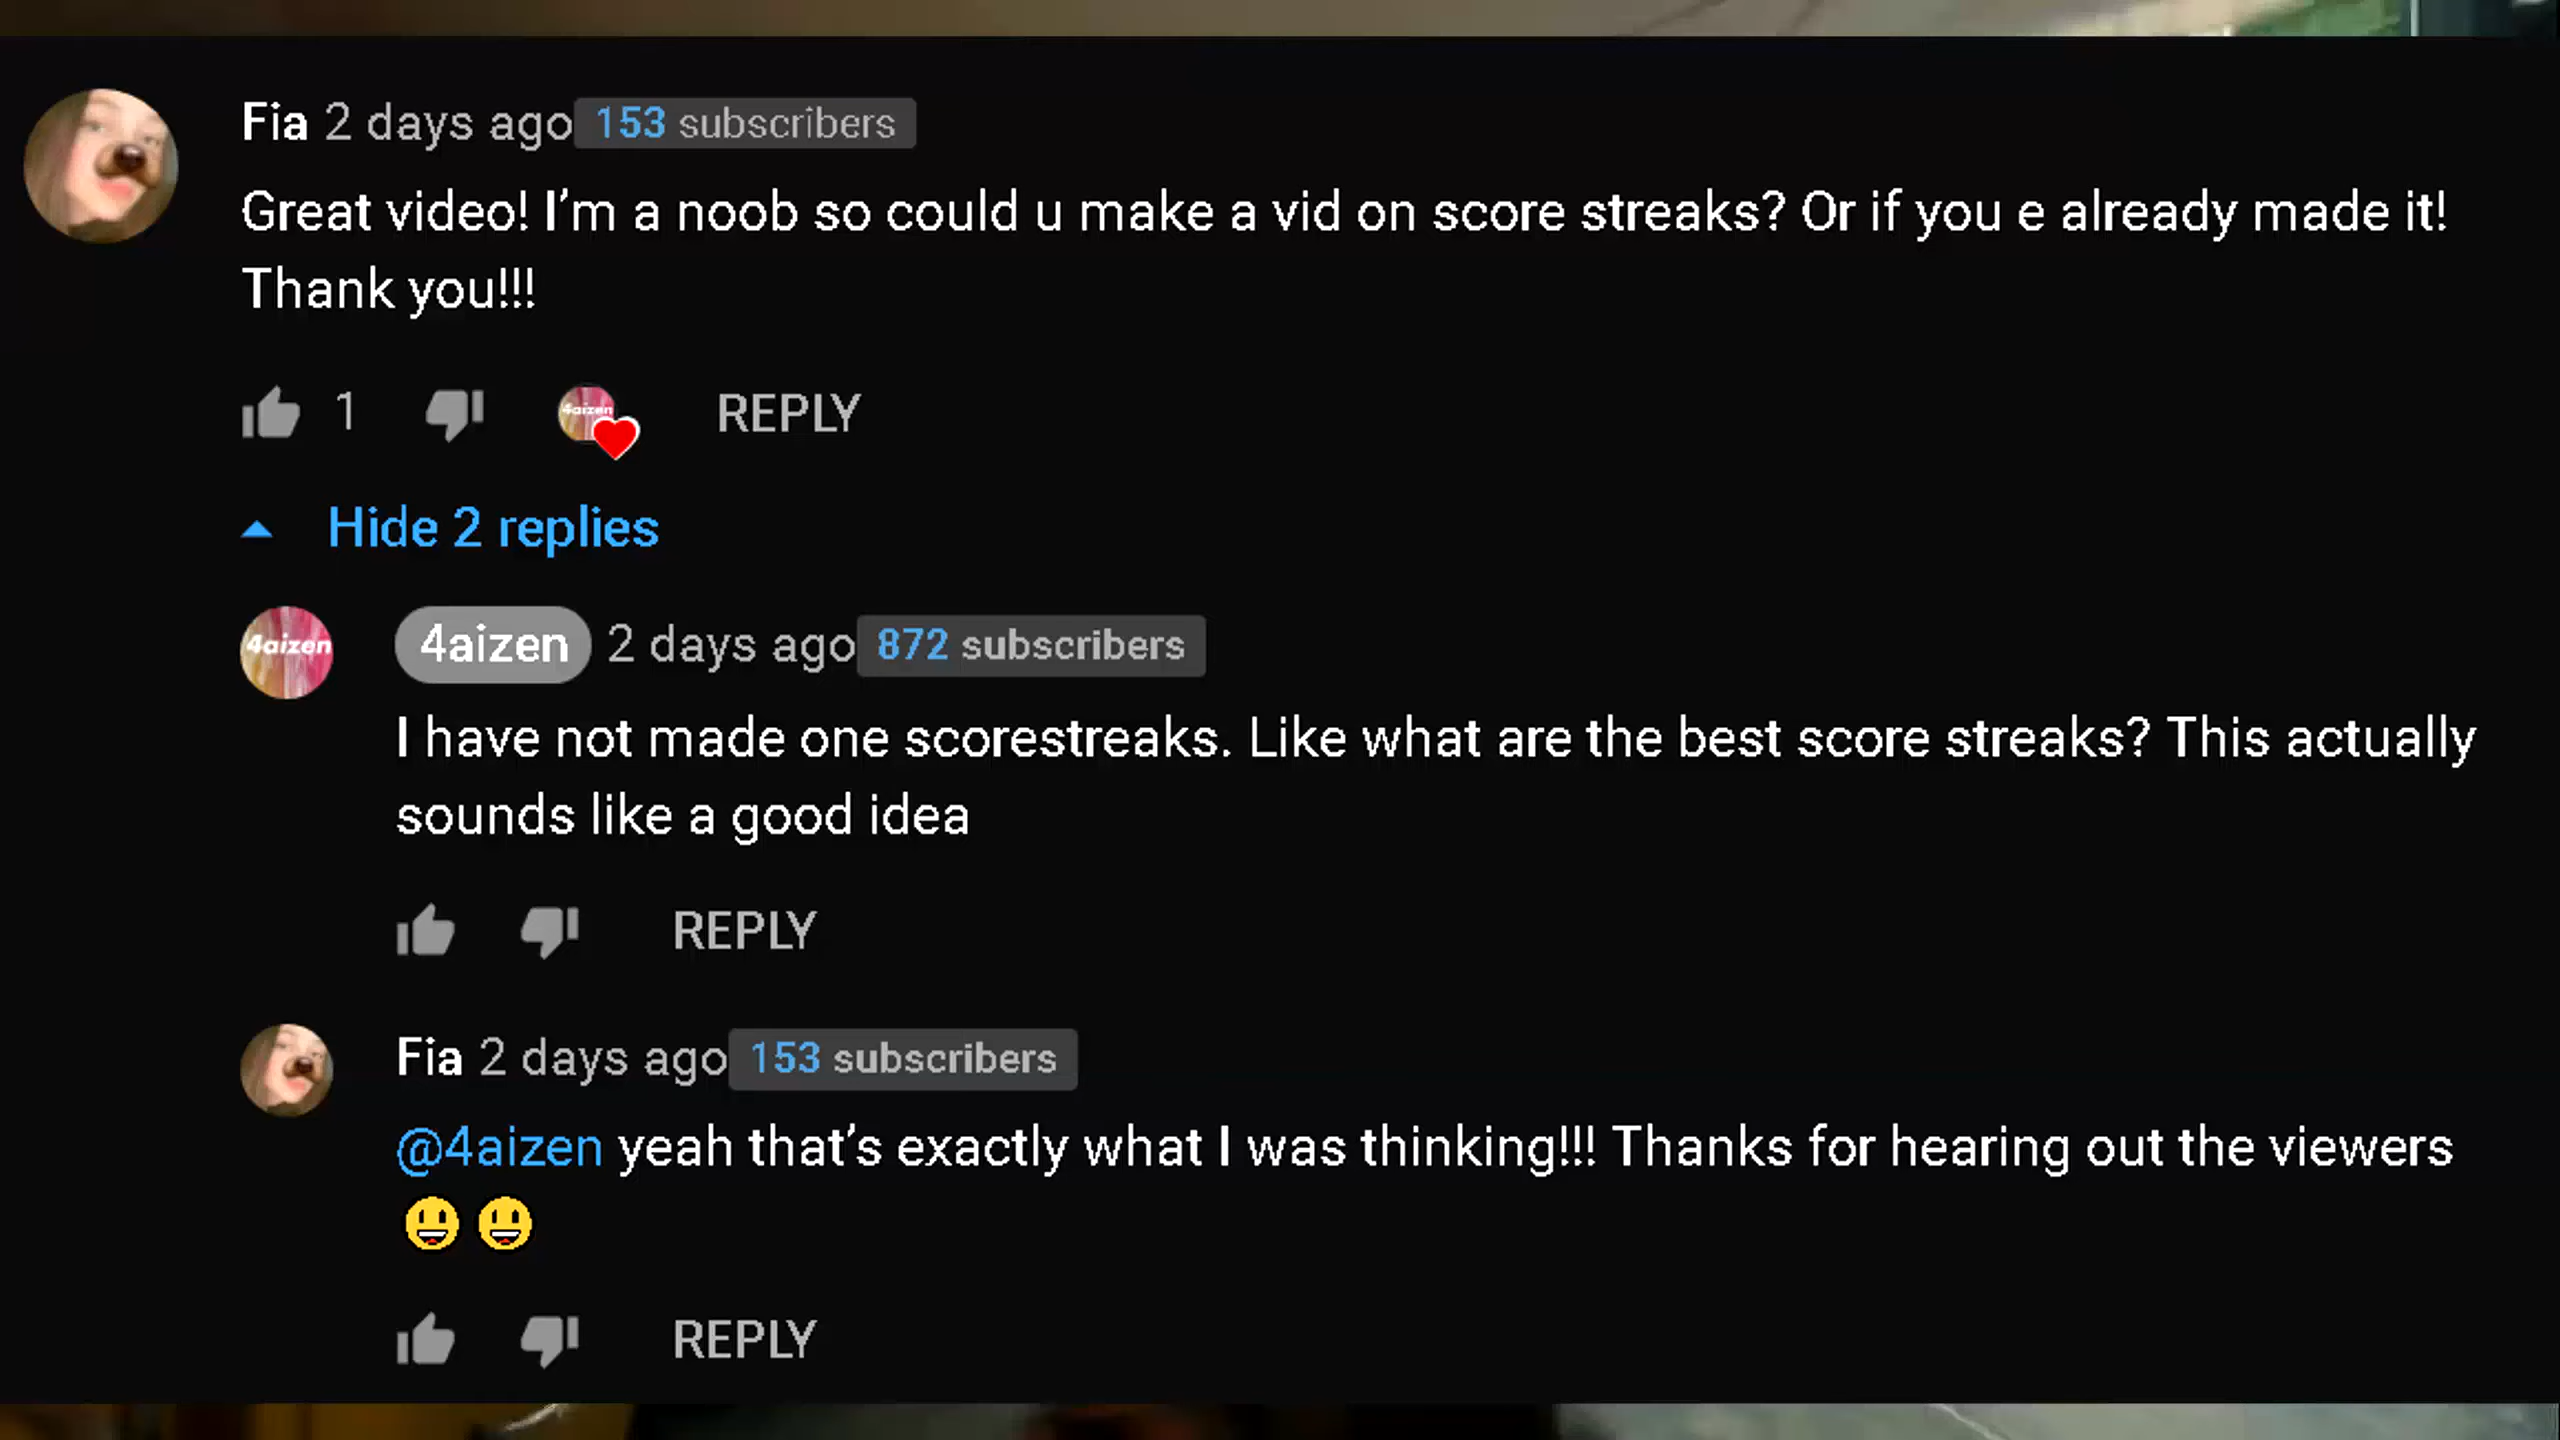 Fia 2 days ago 153 subscribers
Great video! I’m a noob so could u make a vid on score streaks? Or if you e already made it!
Thank you!!!
1 4aizen REPLY
Hide 2 replies
4aizen 4aizen 2 days ago 872 subscribers
I have not made one scorestreaks. Like what are the best score streaks? This actually
sounds like a good idea
REPLY
Fia 2 days ago 153 subscribers
@4aizen yeah that’s exactly what I was thinking!!! Thanks for hearing out the viewers
😃 😃
REPLY